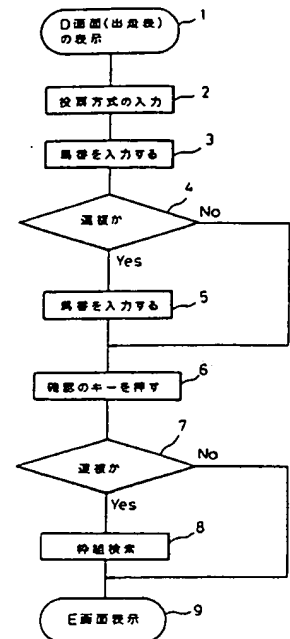 D画面(出走表)
の表示
1
投票方式の入力
2
馬番を入力する
3
連複か
4
No
Yes
馬番を入力する
5
確認のキーを押す
6
連複か
7
No
Yes
枠組検索
8
E画面表示
9